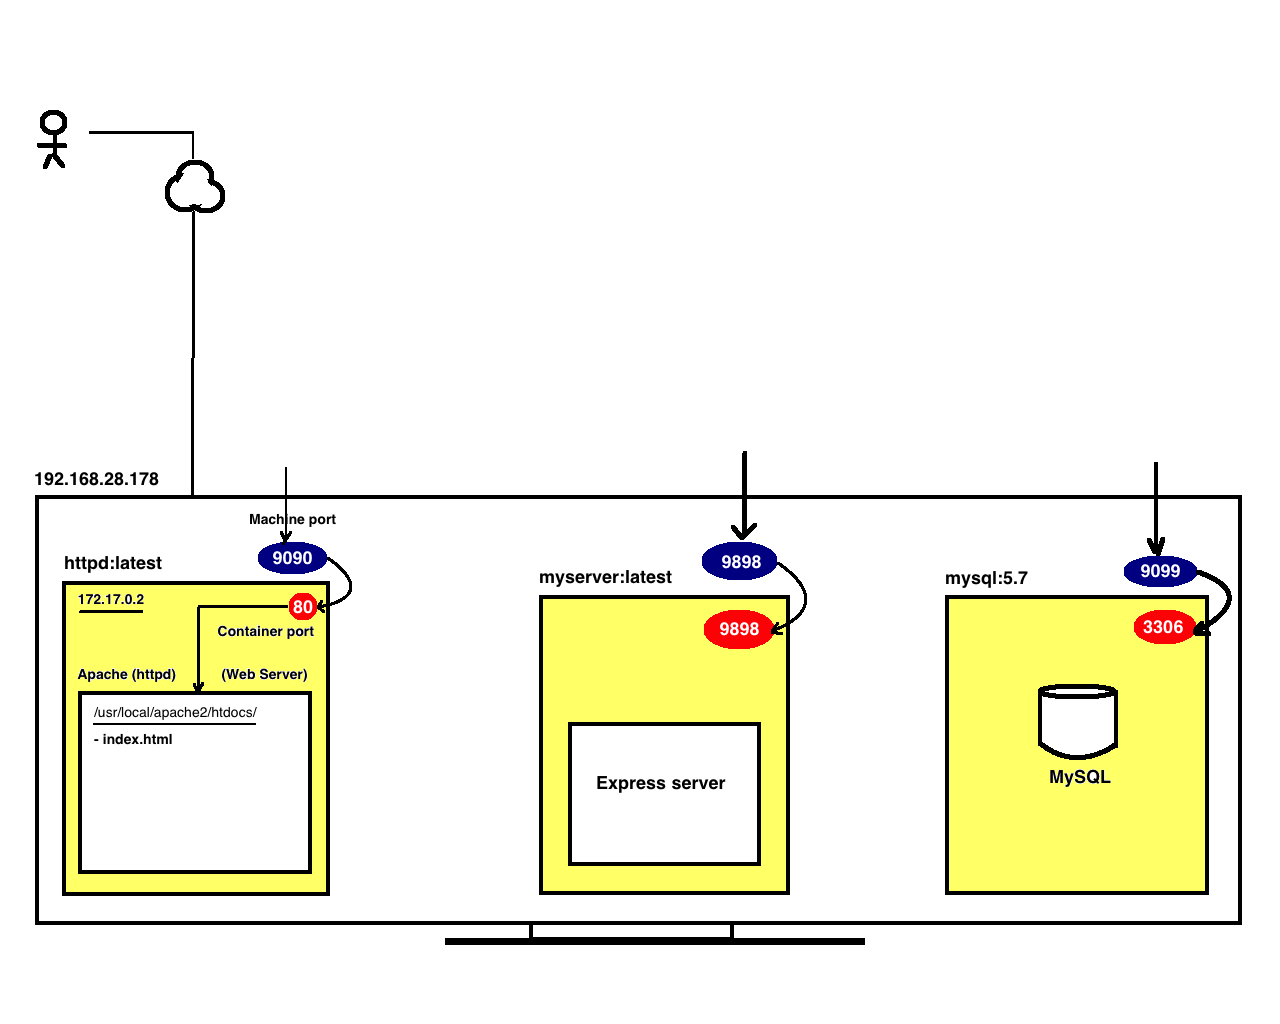 192.168.28.178
Machine port
9090
httpd:latest
172.17.0.2
80
Container port
Apache (httpd) (Web Server)
/usr/local/apache2/htdocs/
- index.html
9898
myserver:latest
9898
Express server
9099
mysql:5.7
3306
MySQL